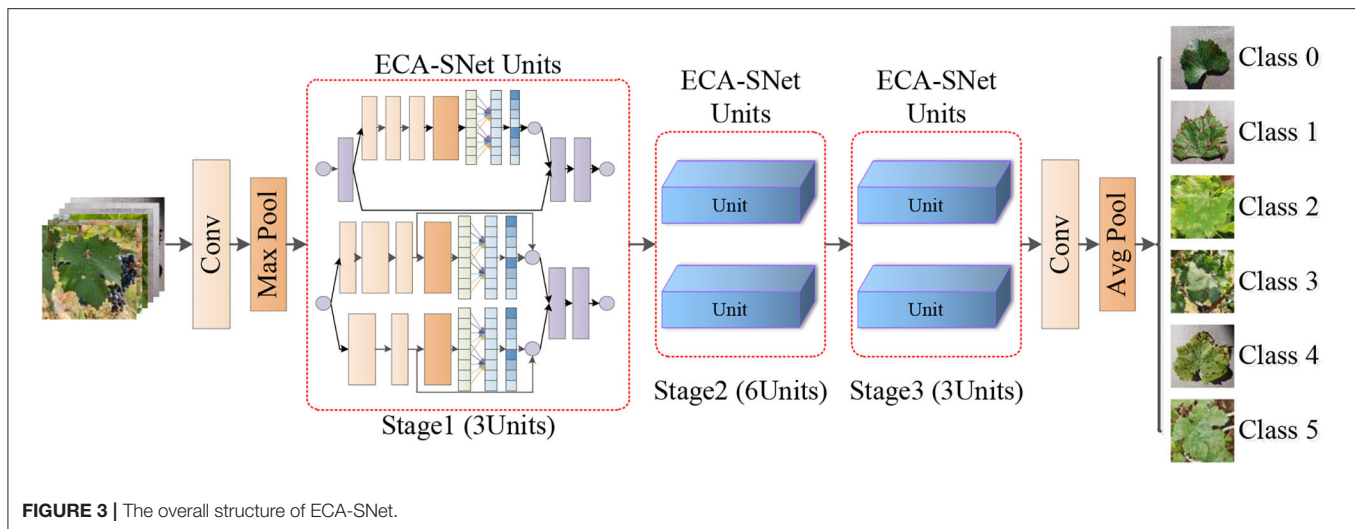 ECA-SNet Units
ECA-SNet
Units
ECA-SNet
Units
Conv
Max Pool
Unit
Unit
Unit
Unit
Conv
Avg Pool
Class 0
Class 1
Class 2
Class 3
Class 4
Class 5
Stage1 (3Units)
Stage2 (6Units)
Stage3 (3Units)
FIGURE 3 | The overall structure of ECA-SNet.